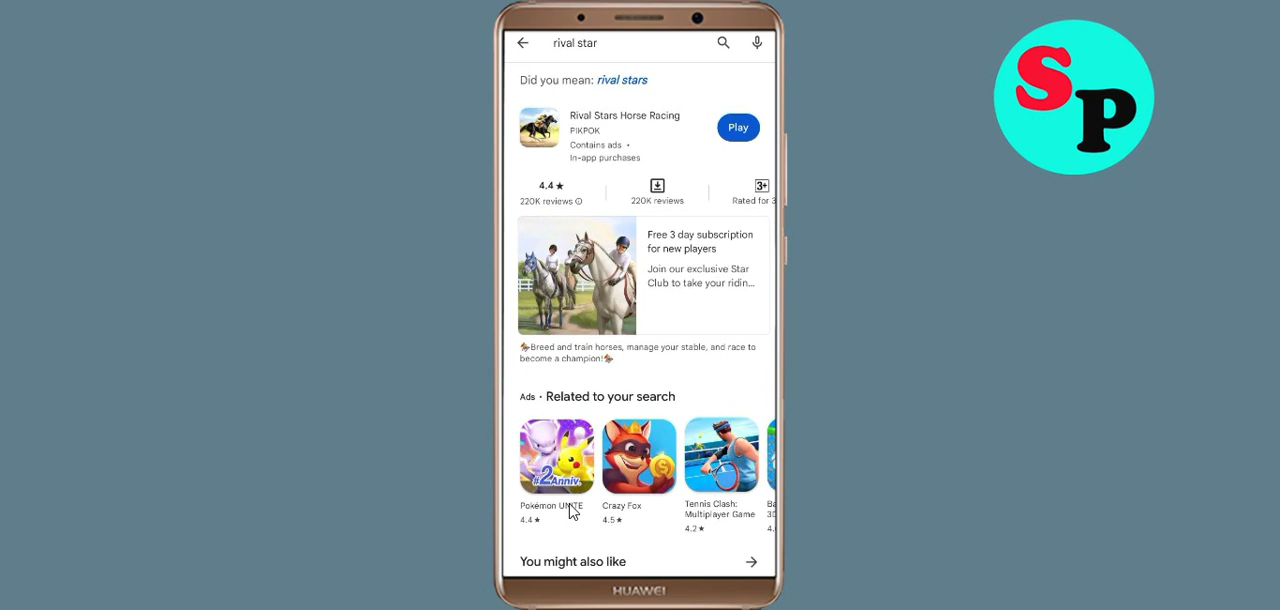 rival star
Did you mean: rival stars
Rival Stars Horse Racing
PIKPOK
Contains ads •
In-app purchases
Play
4.4 ★
220K reviews
220K reviews
3+
Rated for 3
Free 3 day subscription
for new players
Join our exclusive Star
Club to take your ridin...
🏇Breed and train horses, manage your stable, and race to
become a champion!🏇
Ads • Related to your search
#2 Anniv.
Pokémon UNITE
4.4 ★
Crazy Fox
4.5 ★
Tennis Clash:
Multiplayer Game
4.2 ★
Ba
3D
4.
You might also like
HUAWEI
SP